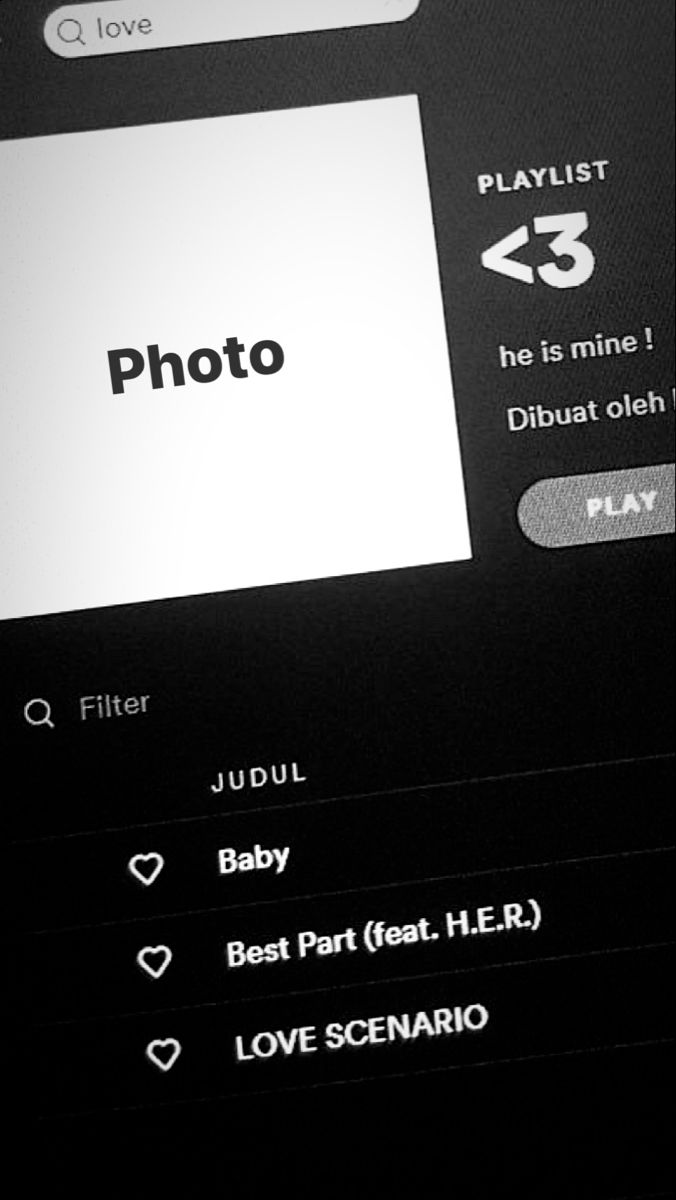 love
PLAYLIST
<3
he is mine !
Photo
Dibuat oleh
PLAY
Filter
JUDUL
Baby
Best Part (feat. H.E.R.)
LOVE SCENARIO